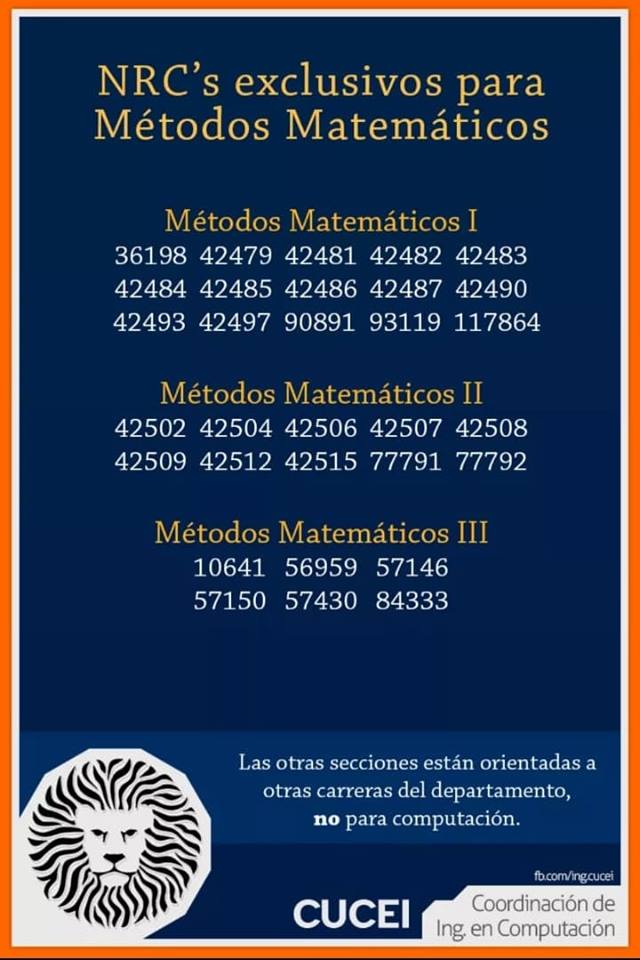 NRC's exclusivos para
Métodos Matemáticos
Métodos Matemáticos I
36198 42479 42481 42482 42483
42484 42485 42486 42487 42490
42493 42497 90891 93119 117864
Métodos Matemáticos II
42502 42504 42506 42507 42508
42509 42512 42515 77791 77792
Métodos Matemáticos III
10641 56959 57146
57150 57430 84333
Las otras secciones están orientadas a
otras carreras del departamento,
no para computación.
fb.com/ing.cucei
CUCEI
Coordinación de
Ing. en Computación